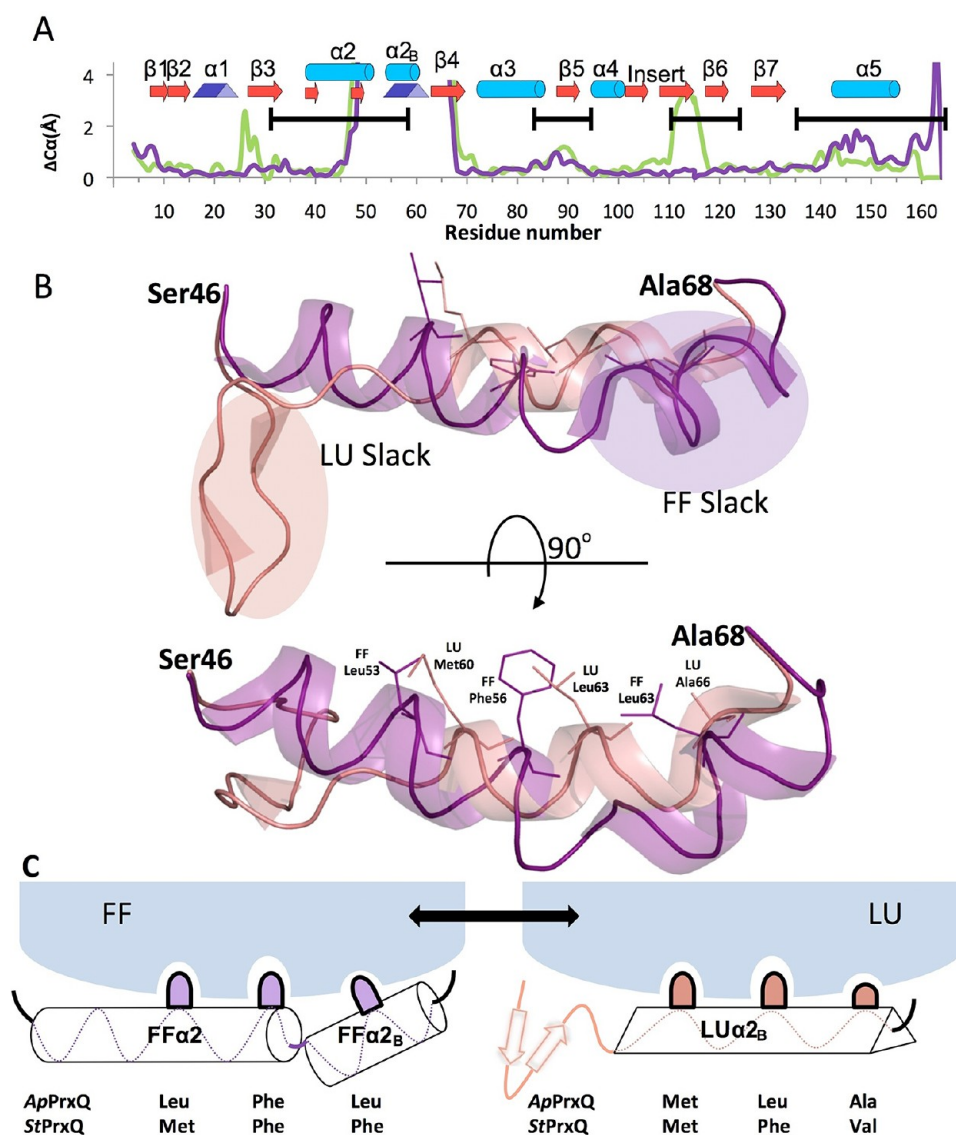 A
β1 β2 α1 β3 α2 α2B β4 α3 β5 α4 Insert β6 β7 α5
ΔCα(Å)
4
2
0
10 20 30 40 50 60 70 80 90 100 110 120 130 140 150 160
Residue number
B
Ser46
Ala68
LU Slack
FF Slack
90°
Ser46
Ala68
FF
Leu53
LU
Met60
FF
Phe56
LU
Leu63
FF
Leu63
LU
Ala66
C
FF
LU
FFα2
FFα2B
LUα2B
ApPrxQ Leu Phe Leu
StPrxQ Met Phe Phe
ApPrxQ Met Leu Ala
StPrxQ Met Phe Val